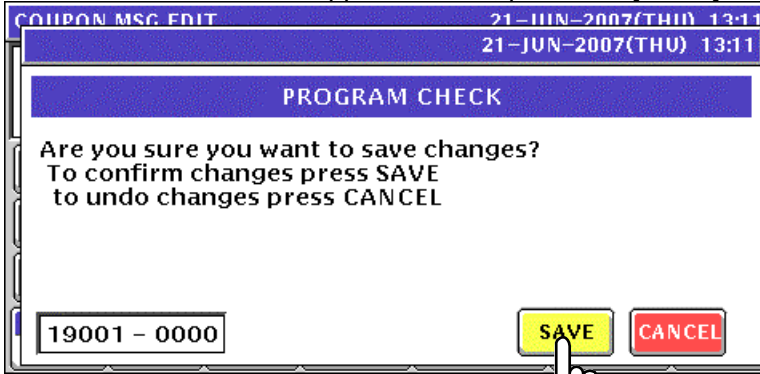 COUPON MSG EDIT 21-JUN-2007(THU) 13:11
21-JUN-2007(THU) 13:11
PROGRAM CHECK
Are you sure you want to save changes?
To confirm changes press SAVE
to undo changes press CANCEL
19001 - 0000
SAVE
CANCEL